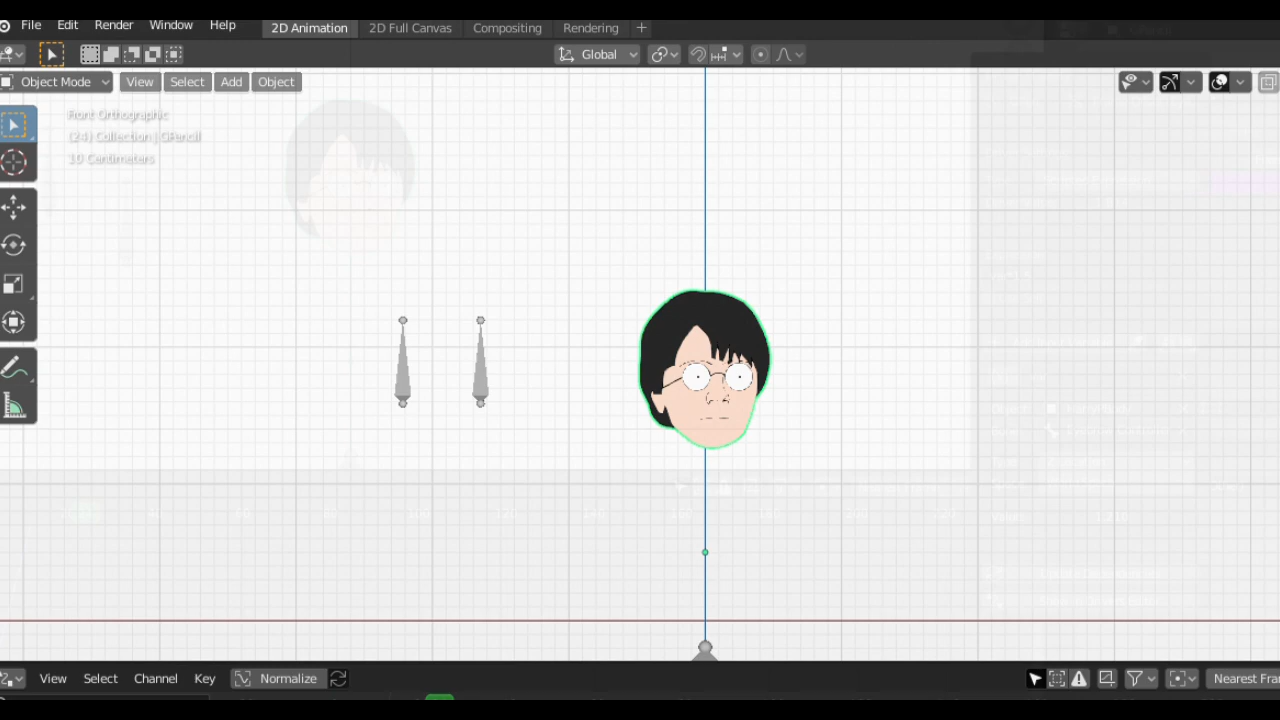 File Edit Render Window Help 2D Animation 2D Full Canvas Compositing Rendering +
Global
Object Mode View Select Add Object
Front Orthographic
(24) Collection | GPencil
10 Centimeters
View Select Channel Key Normalize Nearest Fra